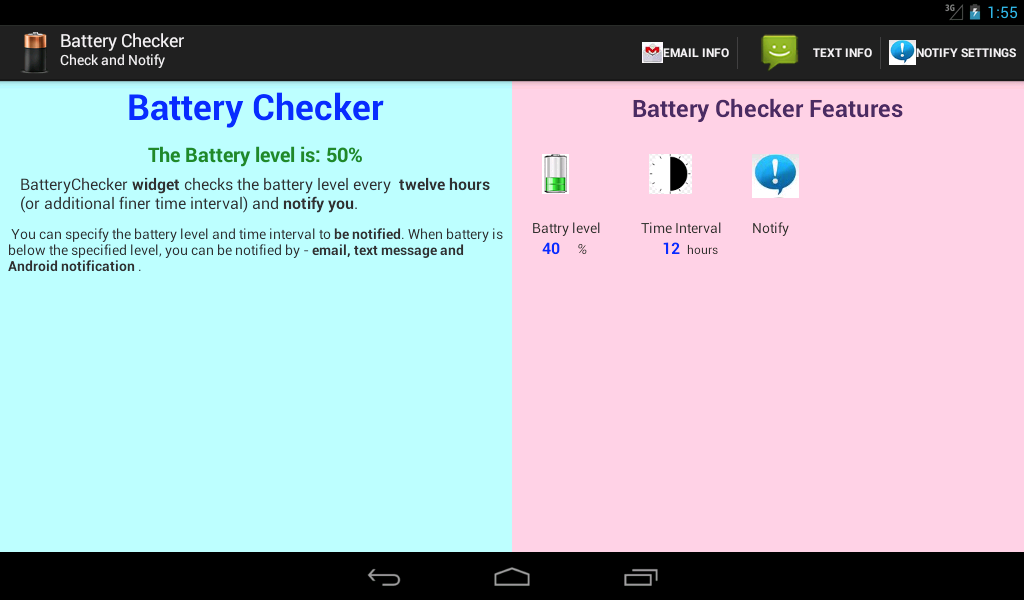 3G 1:55
Battery Checker
Check and Notify
EMAIL INFO
TEXT INFO
NOTIFY SETTINGS
Battery Checker
The Battery level is: 50%
BatteryChecker widget checks the battery level every twelve hours
(or additional finer time interval) and notify you.
You can specify the battery level and time interval to be notified. When battery is
below the specified level, you can be notified by - email, text message and
Android notification .
Battery Checker Features
Battry level
Time Interval
Notify
40 %
12 hours